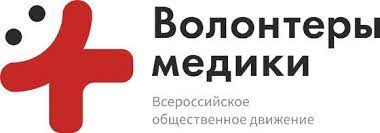 Волонтеры
медики
Всероссийское
общественное движение